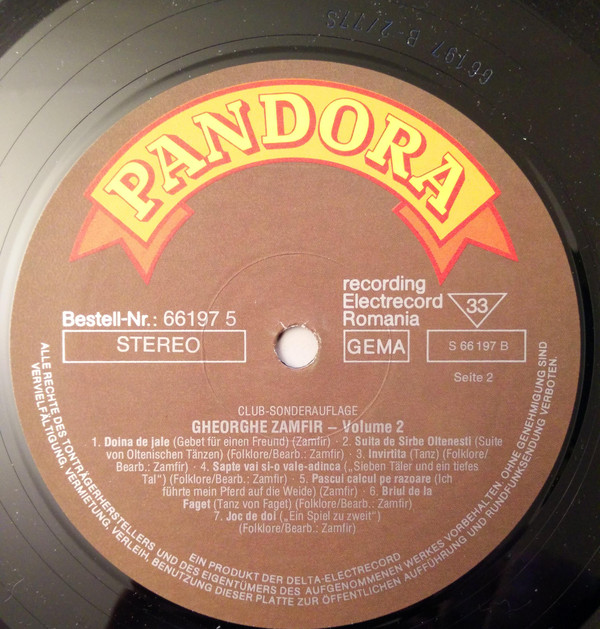 66197 B-2/77S
PANDORA
recording
Electrecord
Romania
33
Bestell-Nr.: 66197 5
STEREO
GEMA
S 66 197 B
Seite 2
CLUB-SONDERAUFLAGE
GHEORGHE ZAMFIR – Volume 2
1. Doina de jale (Gebet für einen Freund) (Zamfir) · 2. Suita de Sirbe Oltenesti (Suite
von Oltenischen Tänzen) (Folklore/Bearb.: Zamfir) · 3. Invirtita (Tanz) (Folklore/
Bearb.: Zamfir) · 4. Sapte vai si-o vale-adinca („Sieben Täler und ein tiefes
Tal") (Folklore/Bearb.: Zamfir) · 5. Pascui calcul pe razoare (Ich
führte mein Pferd auf die Weide) (Zamfir) · 6. Briul de la
Faget (Tanz von Faget) (Folklore/Bearb.: Zamfir)
7. Joc de doi („Ein Spiel zu zweit")
(Folklore/Bearb.: Zamfir)
EIN PRODUKT DER DELTA-ELECTRECORD
ALLE RECHTE DES TONTRÄGERHERSTELLERS UND DES EIGENTÜMERS DES AUFGENOMMENEN WERKES VORBEHALTEN. OHNE GENEHMIGUNG SIND
VERVIELFÄLTIGUNG, VERMIETUNG, VERLEIH, BENUTZUNG DIESER PLATTE ZUR ÖFFENTLICHEN AUFFÜHRUNG UND RUNDFUNKSENDUNG VERBOTEN.